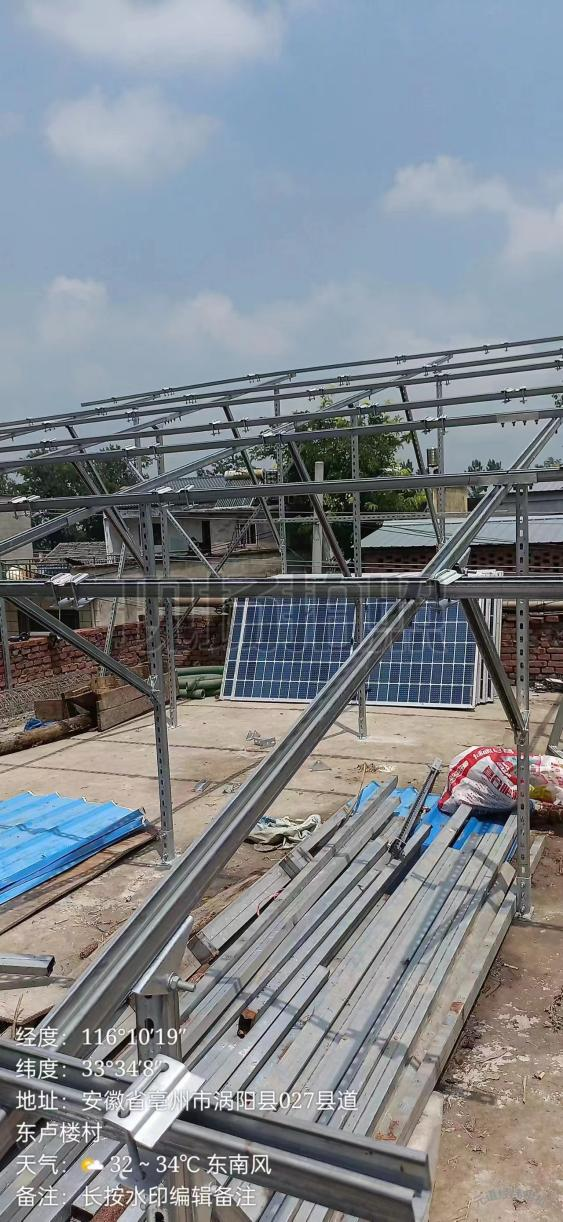 经度：116°10'19"
纬度：33°34'8"
地址：安徽省亳州市涡阳县027县道
东卢楼村
天气：32~34℃ 东南风
备注：长按水印编辑备注